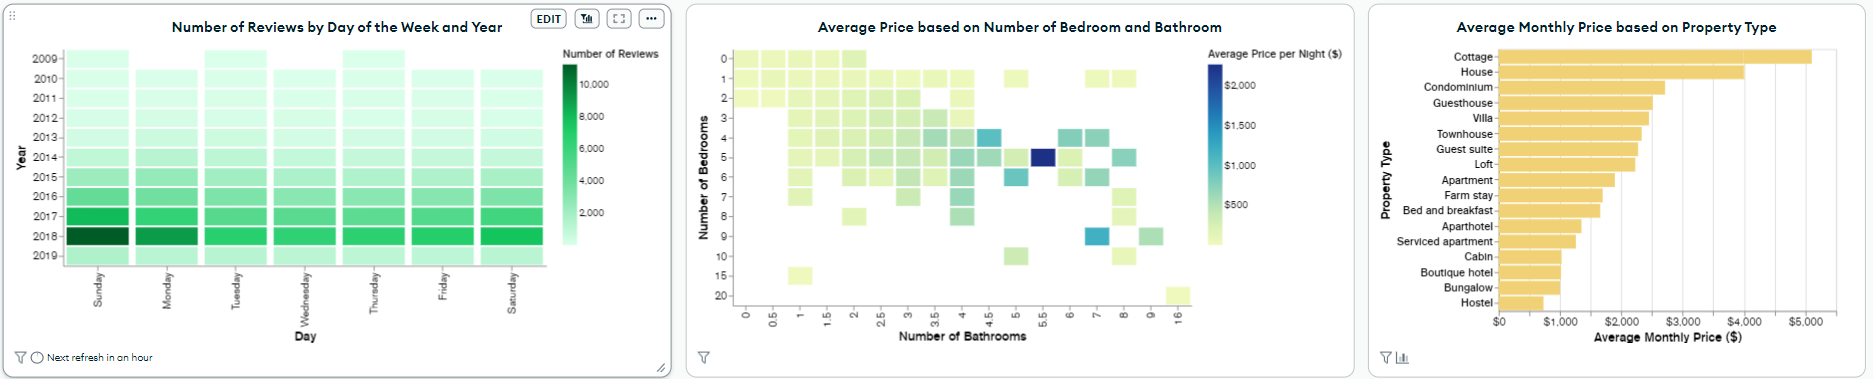 Number of Reviews by Day of the Week and Year
EDIT
Number of Reviews
10,000
8,000
6,000
4,000
2,000
Year
2009
2010
2011
2012
2013
2014
2015
2016
2017
2018
2019
Sunday
Monday
Tuesday
Wednesday
Thursday
Friday
Saturday
Day
Next refresh in an hour
Average Price based on Number of Bedroom and Bathroom
Average Price per Night ($)
$2,000
$1,500
$1,000
$500
Number of Bedrooms
0
1
2
3
4
5
6
7
8
9
10
15
20
0
0.5
1
1.5
2
2.5
3
3.5
4
4.5
5
5.5
6
7
8
9
16
Number of Bathrooms
Average Monthly Price based on Property Type
Property Type
Cottage
House
Condominium
Guesthouse
Villa
Townhouse
Guest suite
Loft
Apartment
Farm stay
Bed and breakfast
Aparthotel
Serviced apartment
Cabin
Boutique hotel
Bungalow
Hostel
$0
$1,000
$2,000
$3,000
$4,000
$5,000
Average Monthly Price ($)